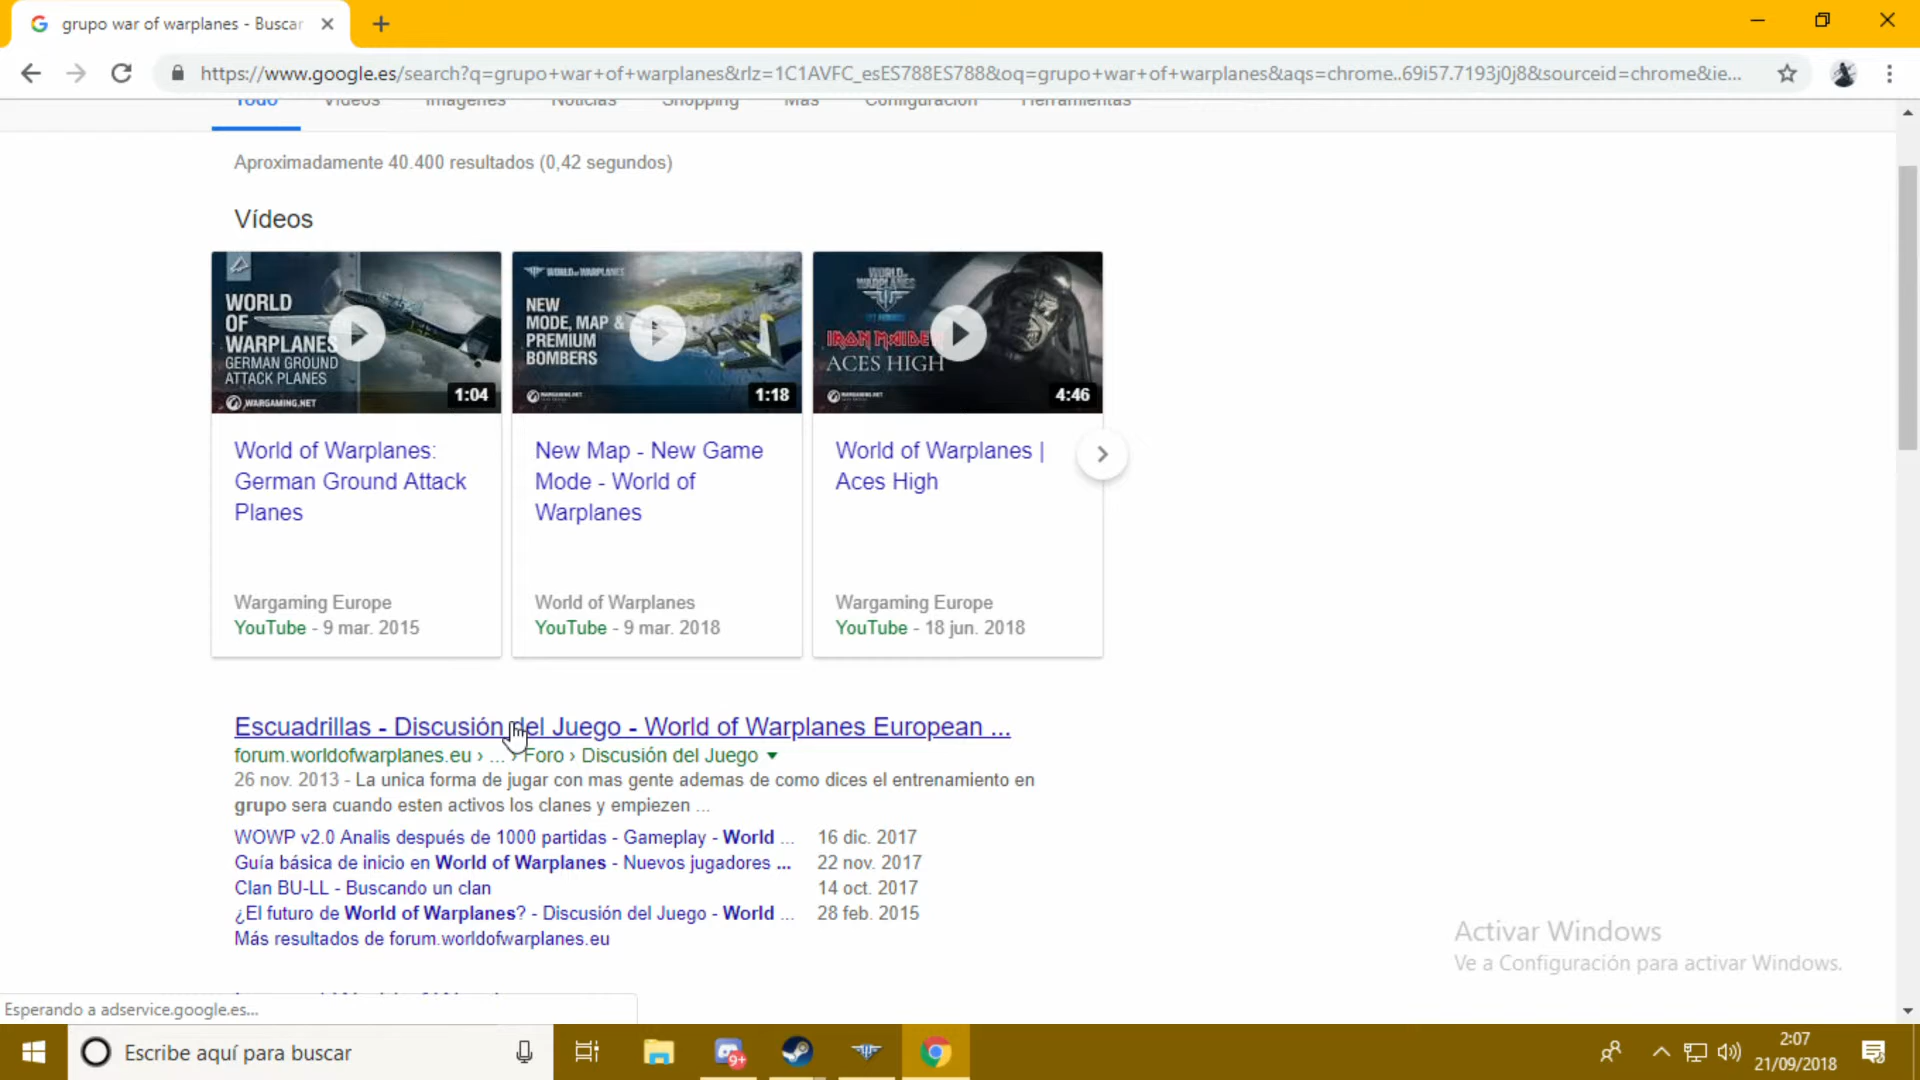 grupo war of warplanes - Buscar
https://www.google.es/search?q=grupo+war+of+warplanes&rlz=1C1AVFC_esES788ES788&oq=grupo+war+of+warplanes&aqs=chrome..69i57.7193j0j8&sourceid=chrome&ie...
Todo Vídeos Imágenes Noticias Shopping Más Configuración Herramientas
Aproximadamente 40.400 resultados (0,42 segundos)
Vídeos
WORLD
OF
WARPLANES
GERMAN GROUND
ATTACK PLANES
WARGAMING.NET
1:04
WORLD OF WARPLANES
NEW
MODE, MAP &
PREMIUM
BOMBERS
WARGAMING.NET
1:18
WORLD
WARPLANES
IRON MAIDEN
ACES HIGH
WARGAMING.NET
4:46
World of Warplanes:
German Ground Attack
Planes
Wargaming Europe
YouTube - 9 mar. 2015
New Map - New Game
Mode - World of
Warplanes
World of Warplanes
YouTube - 9 mar. 2018
World of Warplanes |
Aces High
Wargaming Europe
YouTube - 18 jun. 2018
Escuadrillas - Discusión del Juego - World of Warplanes European ...
forum.worldofwarplanes.eu › ... › Foro › Discusión del Juego
26 nov. 2013 - La unica forma de jugar con mas gente ademas de como dices el entrenamiento en
grupo sera cuando esten activos los clanes y empiezen ...
WOWP v2.0 Analis después de 1000 partidas - Gameplay - World ... 16 dic. 2017
Guía básica de inicio en World of Warplanes - Nuevos jugadores ... 22 nov. 2017
Clan BU-LL - Buscando un clan 14 oct. 2017
¿El futuro de World of Warplanes? - Discusión del Juego - World ... 28 feb. 2015
Más resultados de forum.worldofwarplanes.eu
Activar Windows
Ve a Configuración para activar Windows.
Esperando a adservice.google.es...
Escribe aquí para buscar
9+
2:07
21/09/2018